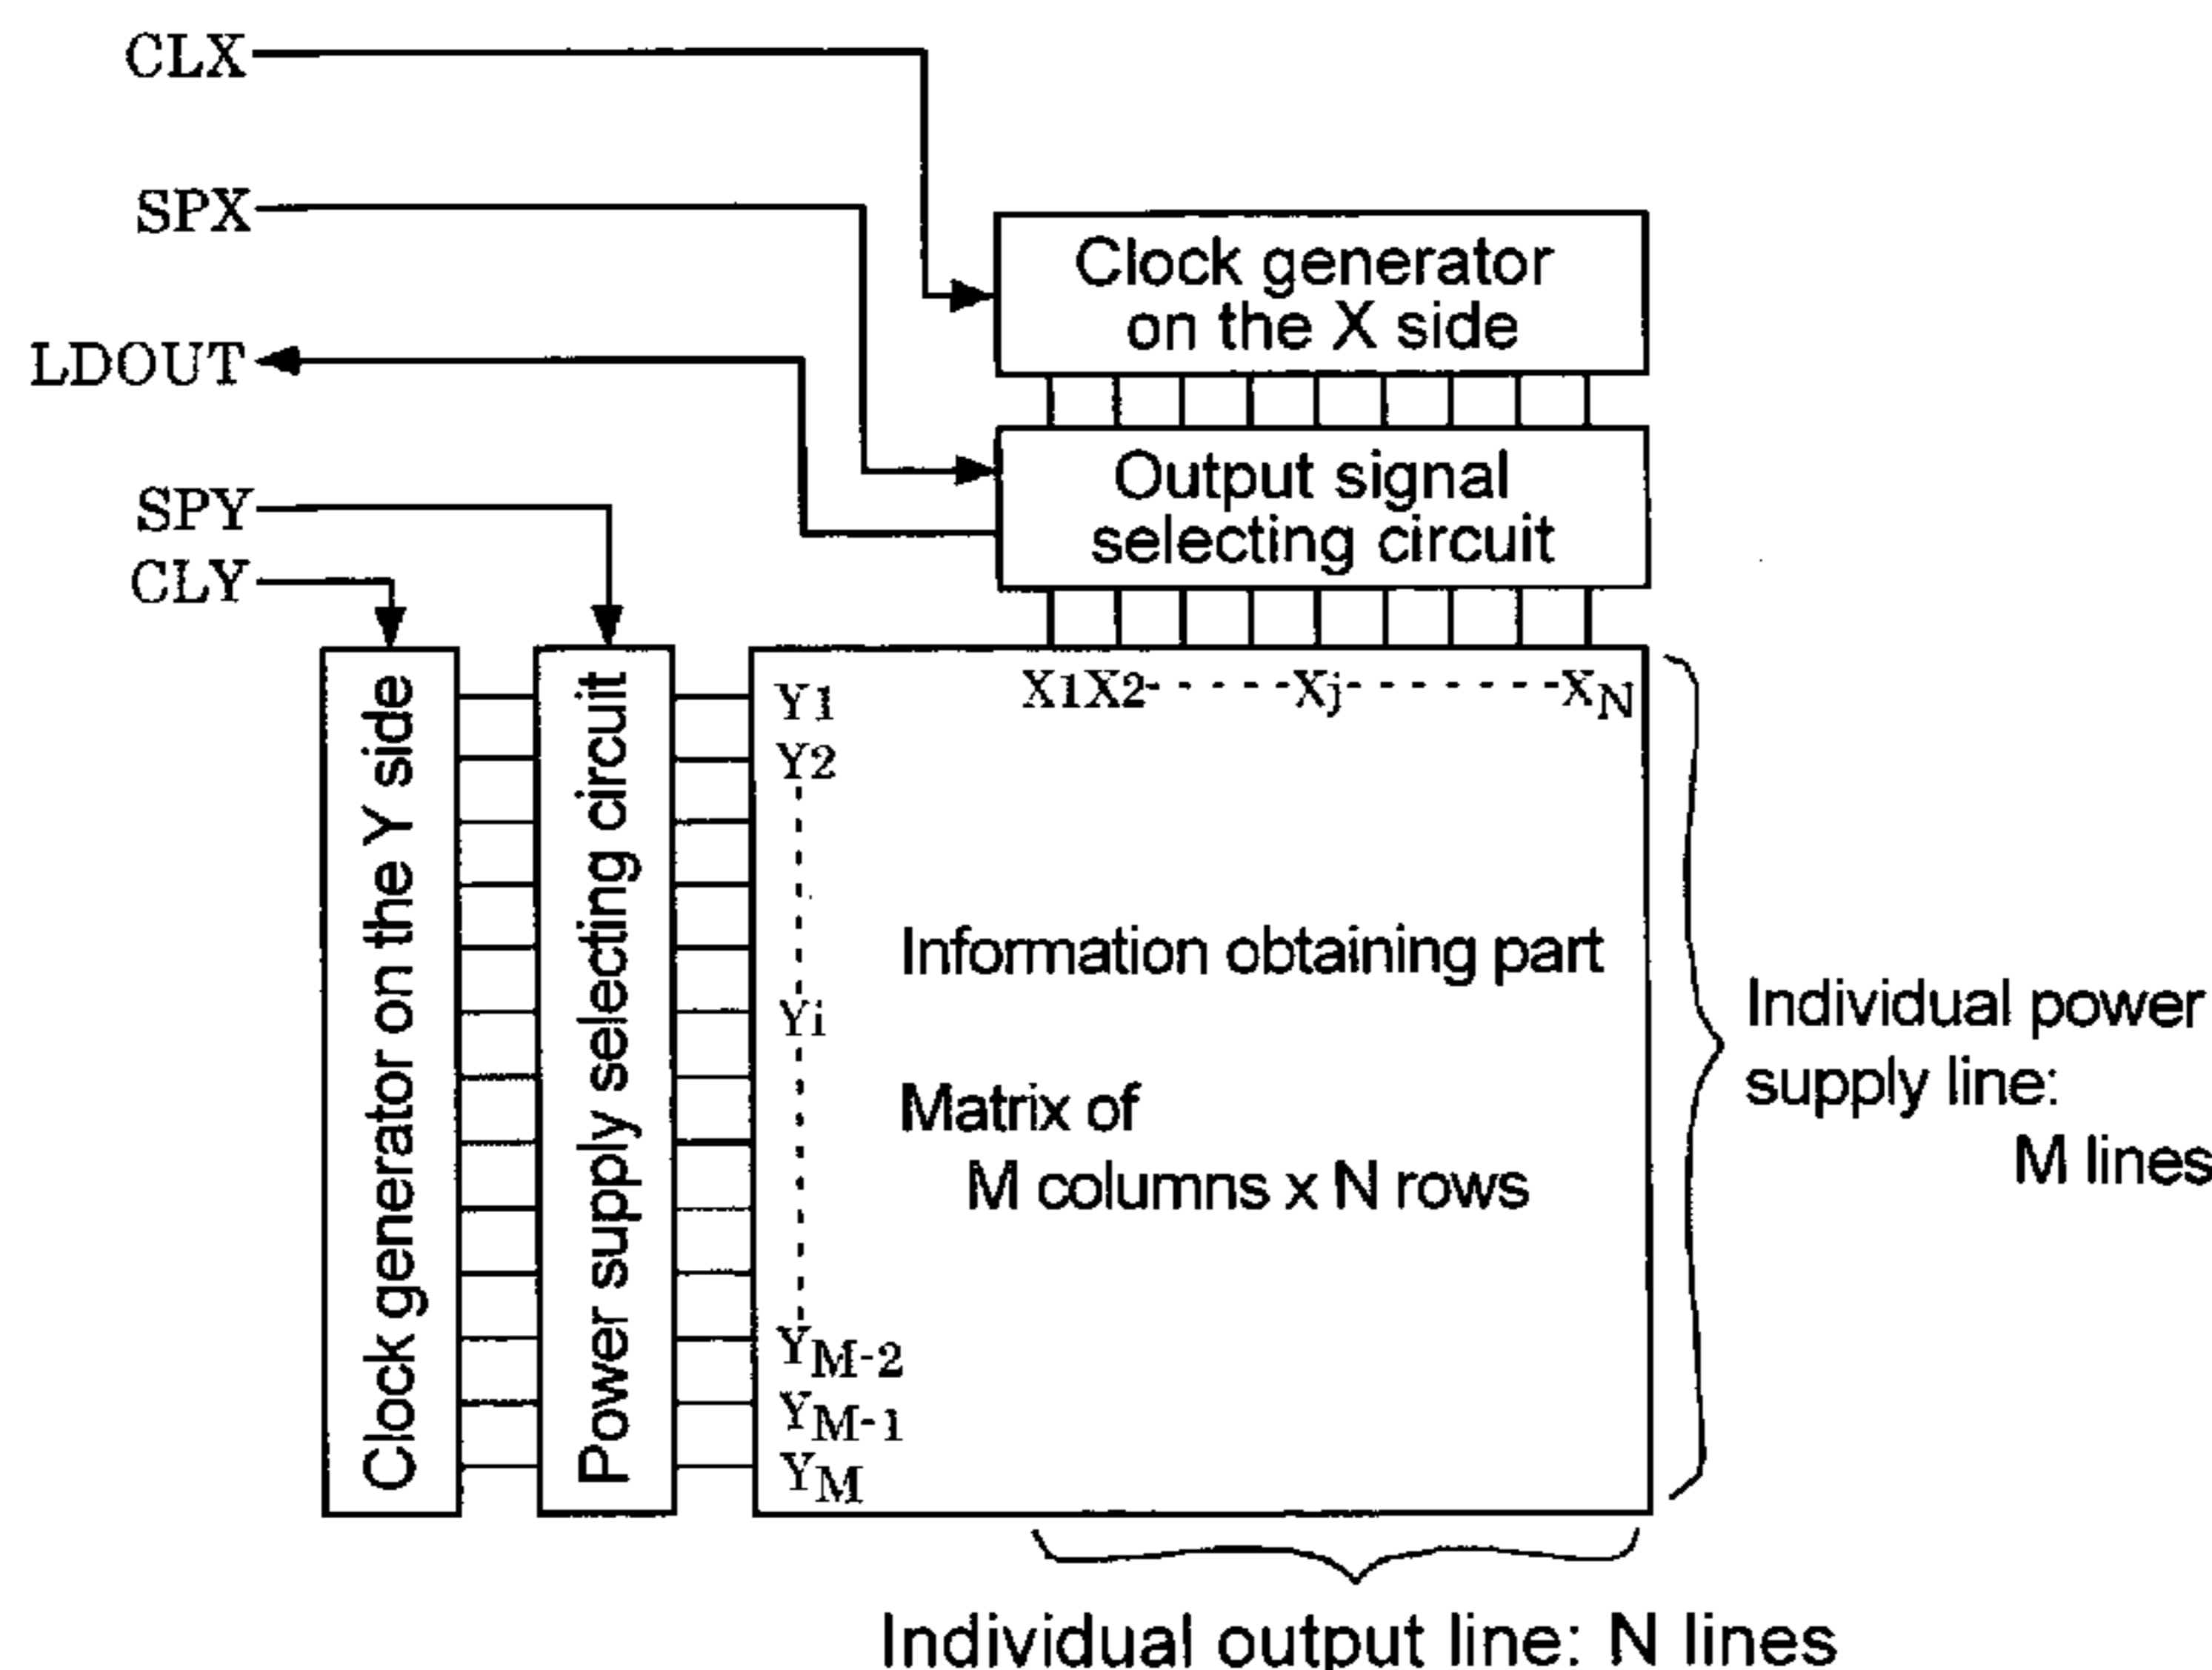 CLX
SPX
LDOUT
SPY
CLY
Clock generator
on the X side
Output signal
selecting circuit
Clock generator on the Y side
Power supply selecting circuit
X1 X2 Xj XN
Y1
Y2
Yi
YM-2
YM-1
YM
Information obtaining part
Matrix of
M columns x N rows
Individual power
supply line:
M lines
Individual output line: N lines